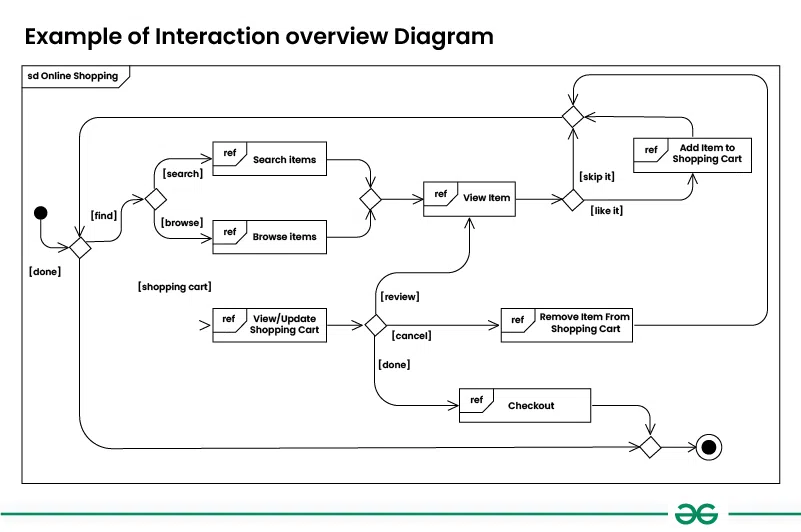 Example of Interaction overview Diagram
sd Online Shopping
ref
Search items
ref
Add Item to
Shopping Cart
[search]
[skip it]
ref
View Item
[find]
[browse]
[like it]
ref
Browse items
[done]
[shopping cart]
[review]
ref
View/Update
Shopping Cart
[cancel]
ref
Remove Item From
Shopping Cart
[done]
ref
Checkout